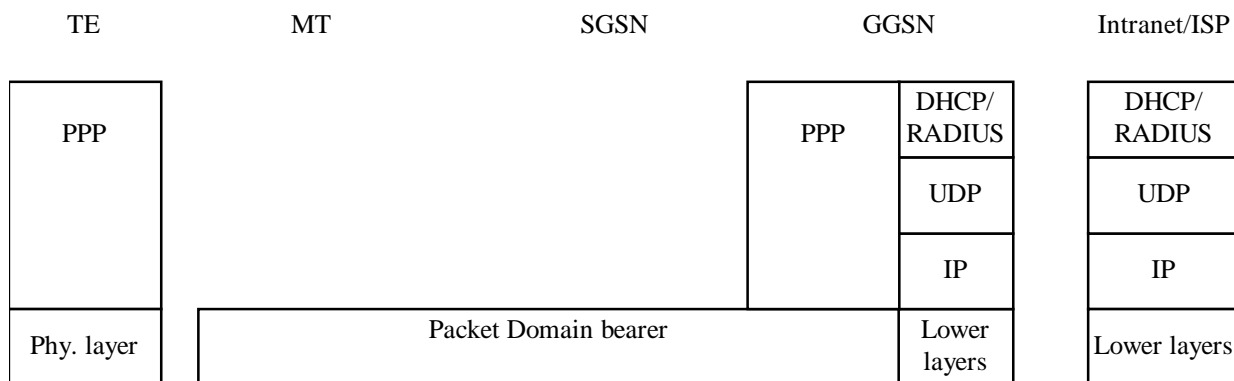 TE MT SGSN GGSN Intranet/ISP
PPP PPP DHCP/ DHCP/
RADIUS RADIUS
UDP UDP
IP IP
Phy. layer Packet Domain bearer Lower Lower layers
layers